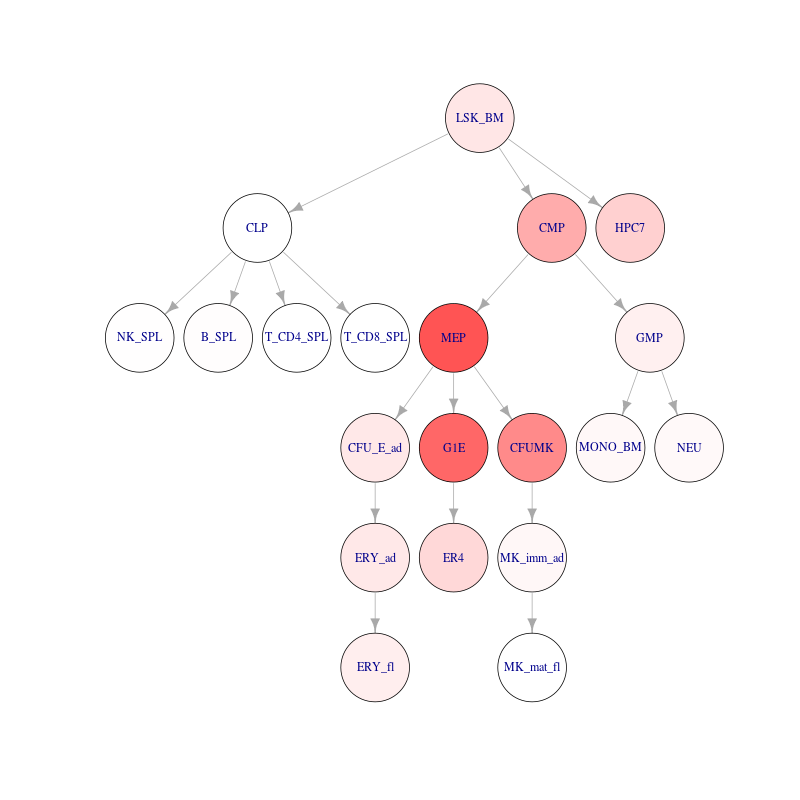 LSK_BM
CLP
CMP
HPC7
NK_SPL
B_SPL
T_CD4_SPL
T_CD8_SPL
MEP
GMP
CFU_E_ad
G1E
CFUMK
MONO_BM
NEU
ERY_ad
ER4
MK_imm_ad
ERY_fl
MK_mat_fl